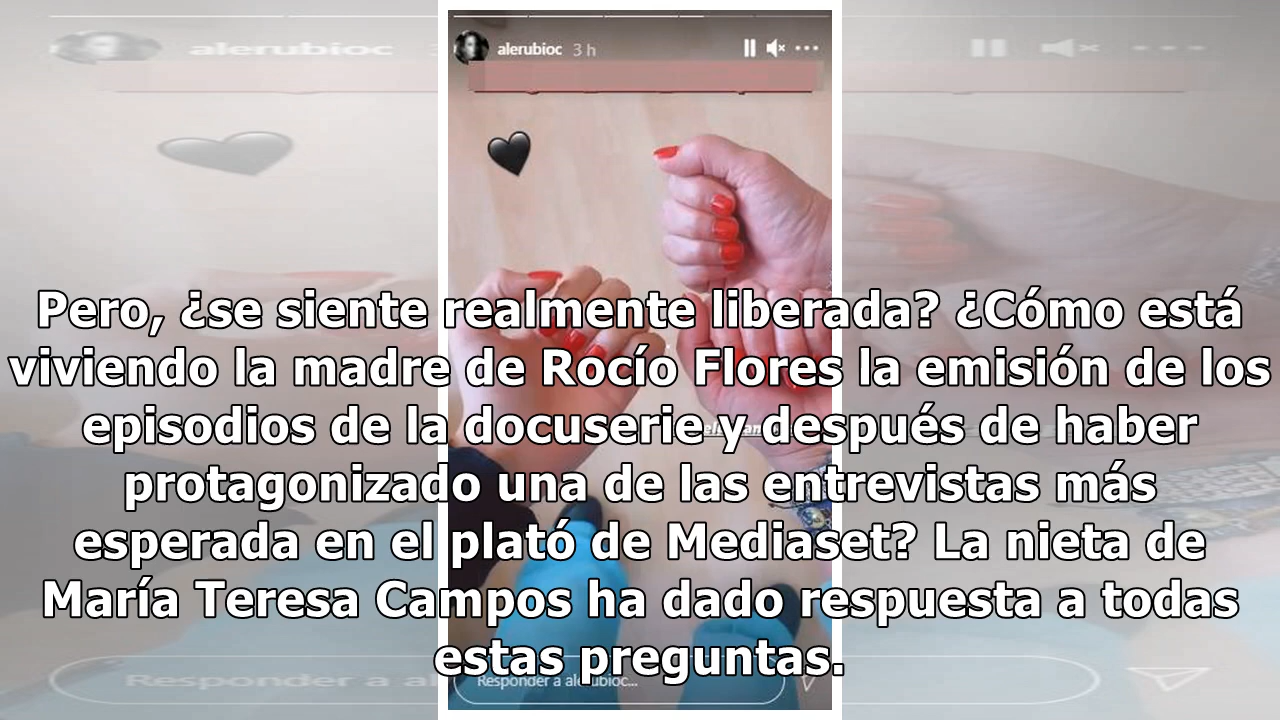 alerubioc 3 h
Pero, ¿se siente realmente liberada? ¿Cómo está
viviendo la madre de Rocío Flores la emisión de los
episodios de la docuserie y después de haber
protagonizado una de las entrevistas más
esperada en el plató de Mediaset? La nieta de
María Teresa Campos ha dado respuesta a todas
estas preguntas.
Responder a alerubioc...